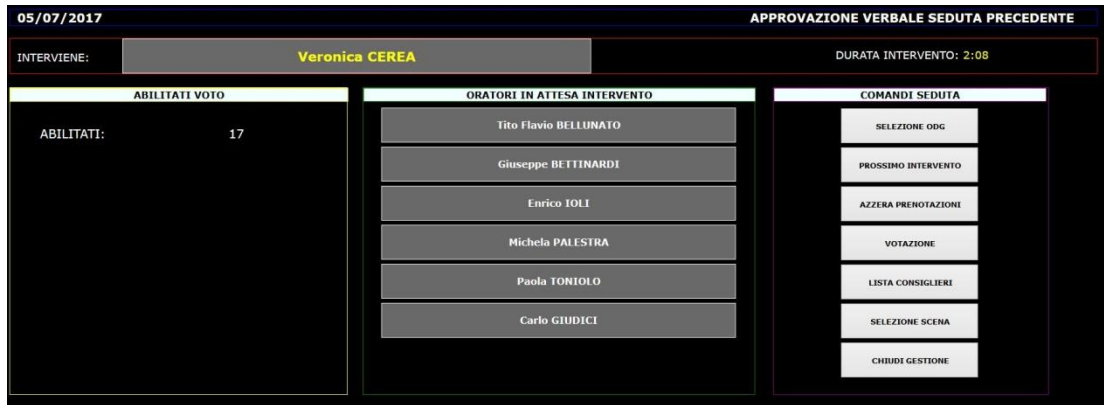 05/07/2017 APPROVAZIONE VERBALE SEDUTA PRECEDENTE
INTERVIENE: Veronica CEREA DURATA INTERVENTO: 2:08
ABILITATI VOTO
ABILITATI: 17
ORATORI IN ATTESA INTERVENTO
Tito Flavio BELLUNATO
Giuseppe BETTINARDI
Enrico IOLI
Michela PALESTRA
Paola TONIOLO
Carlo GIUDICI
COMANDI SEDUTA
SELEZIONE ODG
PROSSIMO INTERVENTO
AZZERA PRENOTAZIONI
VOTAZIONE
LISTA CONSIGLIERI
SELEZIONE SCENA
CHIUDI GESTIONE